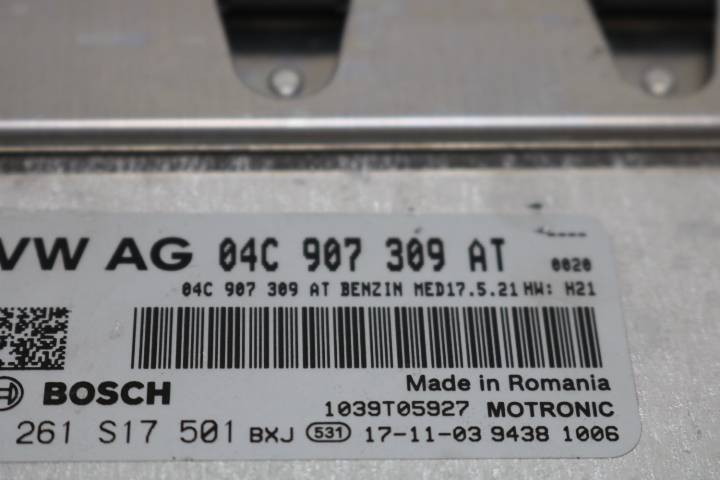 VW AG 04C 907 309 AT 0020
04C 907 309 AT BENZIN MED17.5.21 HW: H21
BOSCH Made in Romania
1039T05927 MOTRONIC
261 S17 501 BXJ 531 17-11-03 9438 1006